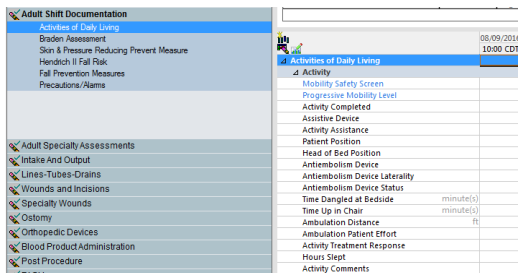 Adult Shift Documentation
Activities of Daily Living
Braden Assessment
Skin & Pressure Reducing Prevent Measure
Hendrich II Fall Risk
Fall Prevention Measures
Precautions/Alarms
Adult Specialty Assessments
Intake And Output
Lines-Tubes-Drains
Wounds and Incisions
Specialty Wounds
Ostomy
Orthopedic Devices
Blood Product Administration
Post Procedure
08/09/2016
10:00 CDT
Activities of Daily Living
Activity
Mobility Safety Screen
Progressive Mobility Level
Activity Completed
Assistive Device
Activity Assistance
Patient Position
Head of Bed Position
Antiembolism Device
Antiembolism Device Laterality
Antiembolism Device Status
Time Dangled at Bedside minute(s)
Time Up in Chair minute(s)
Ambulation Distance ft
Ambulation Patient Effort
Activity Treatment Response
Hours Slept
Activity Comments